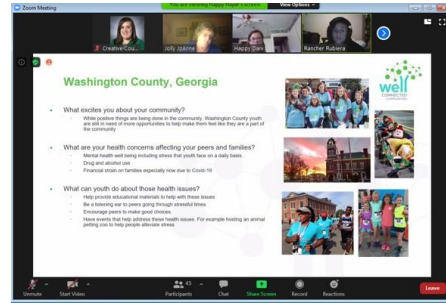 Zoom Meeting
You are viewing Happy Dani's screen
View Options
Creative Cou...
Jolly Joanne
Happy Dani
Rancher Rubiera
Washington County, Georgia
well
CONNECTED
COMMUNITIES
What excites you about your community?
While positive things are being done in the community. Washington County youth
are still in need of more opportunities to help make them feel like they are a part of
the community
What are your health concerns affecting your peers and families?
Mental health well being including stress that youth face on a daily basis
Drug and alcohol use
Financial strain on families especially now due to Covid-19
What can youth do about those health issues?
Help provide educational materials to help with these issues
Be a listening ear to peers going through stressful times
Encourage peers to make good choices
Have events that help address these health issues. For example hosting an animal
petting zoo to help people alleviate stress
Unmute
Start Video
45
Participants
Chat
Share Screen
Record
Reactions
Leave